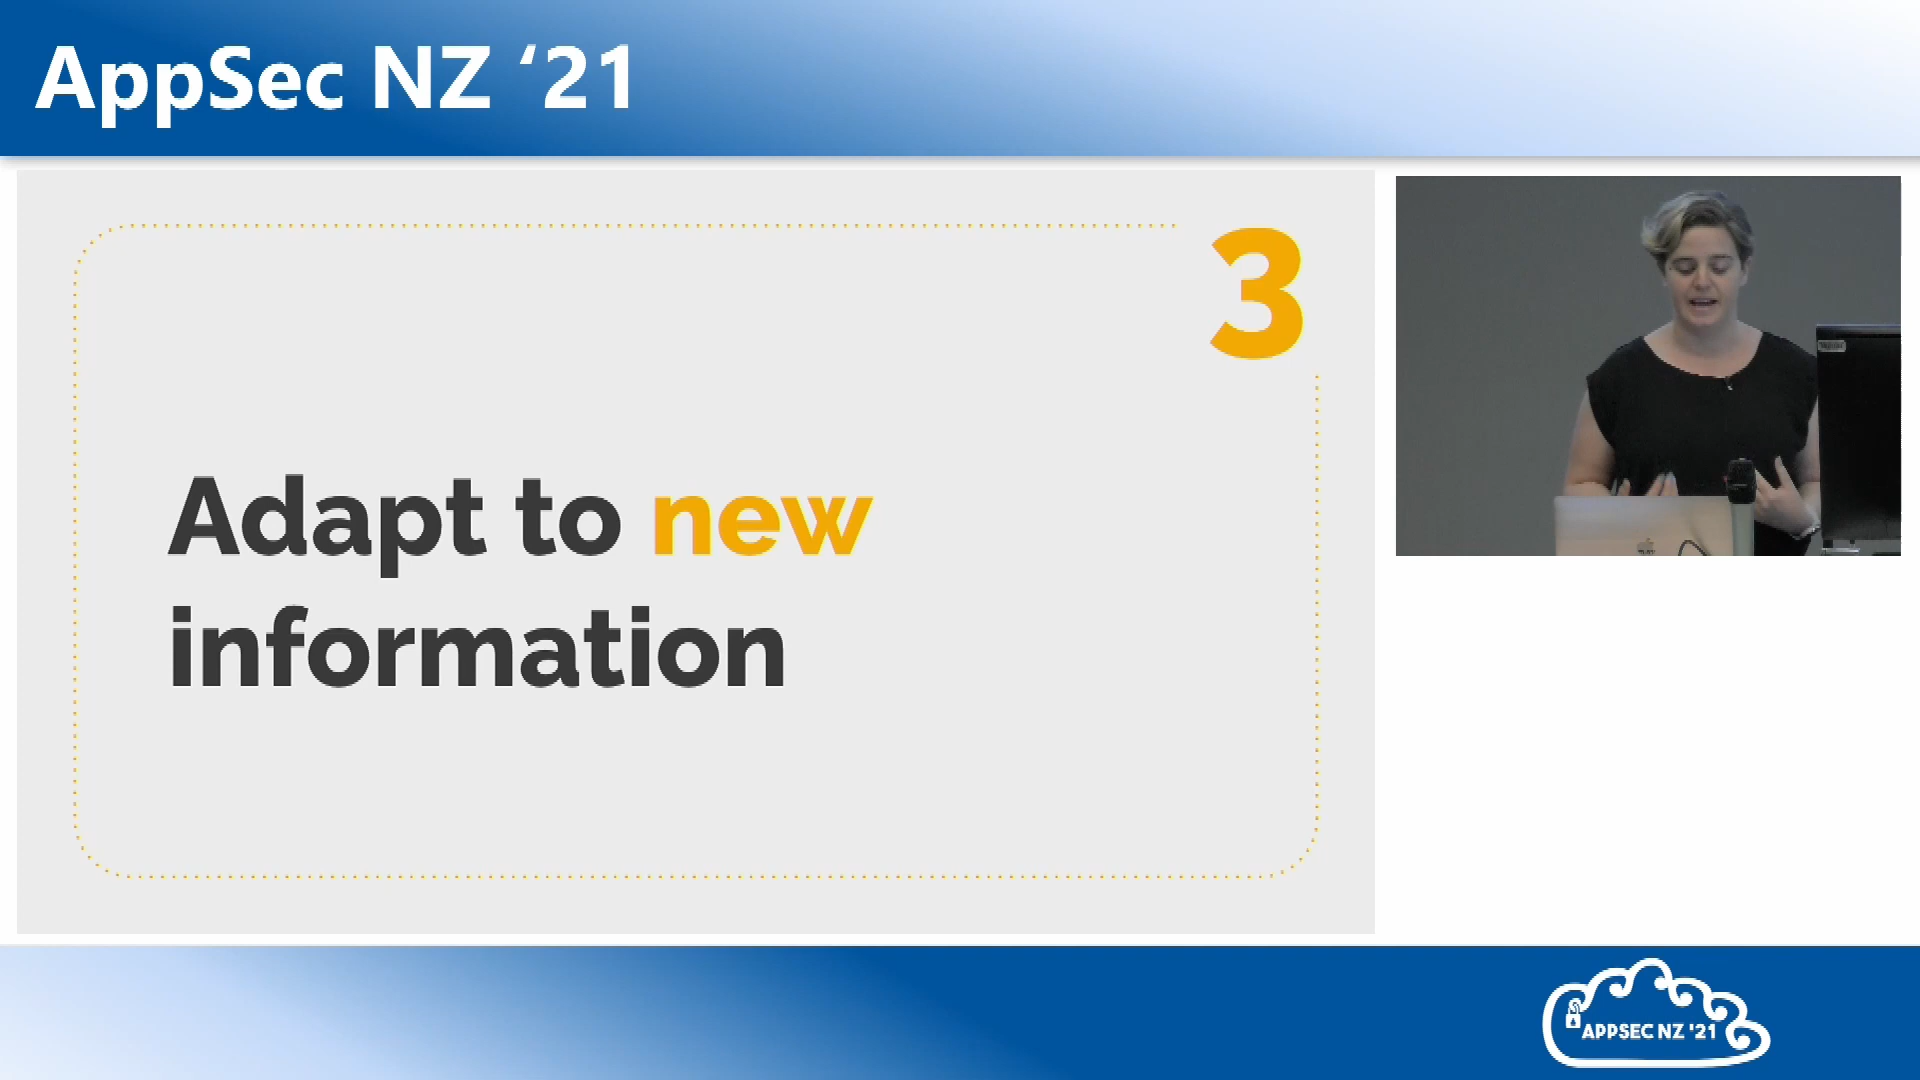 AppSec NZ ‘21
3
Adapt to new
information
APPSEC NZ '21